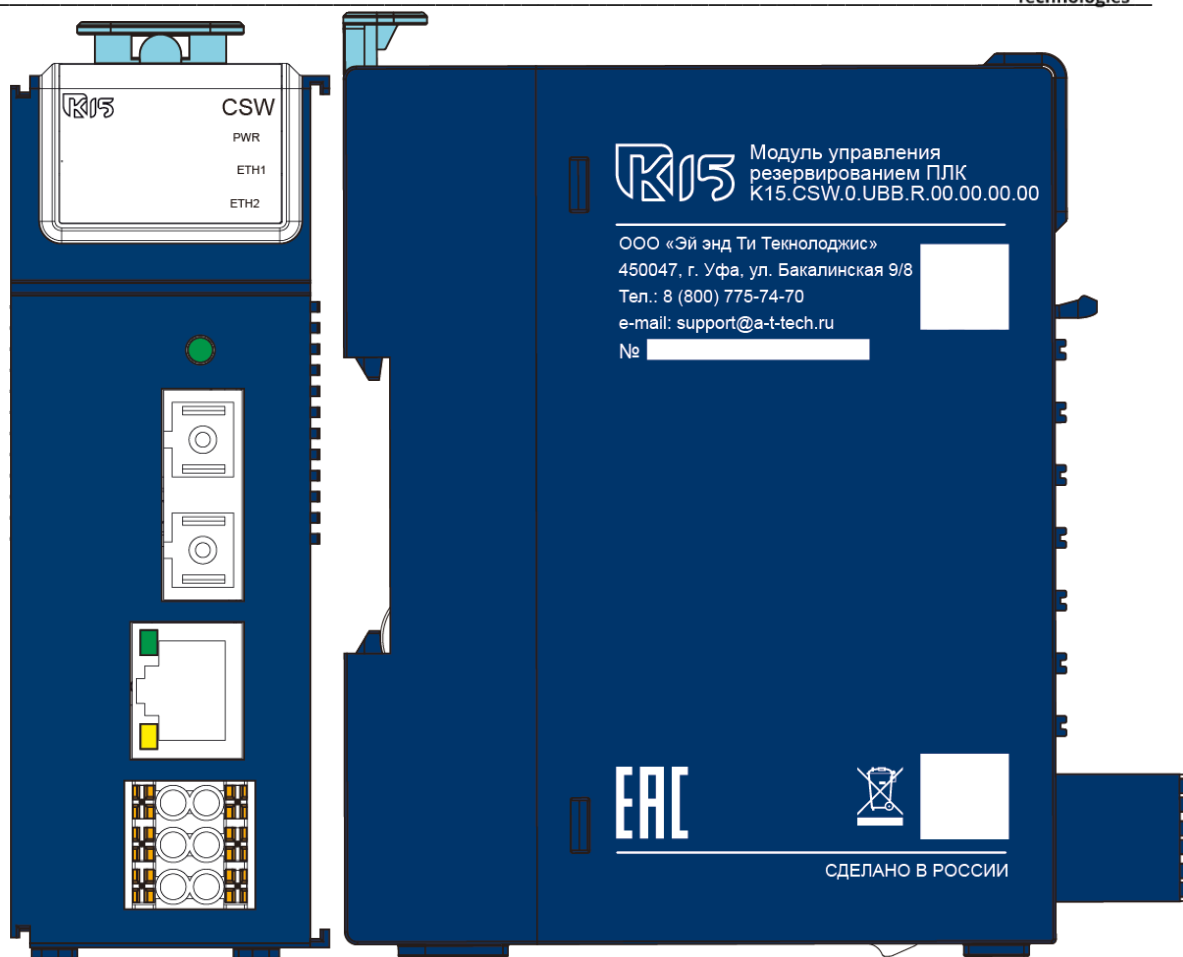 Technologies
K15
CSW
PWR
ETH1
ETH2
K15
Модуль управления
резервированием ПЛК
K15.CSW.0.UBB.R.00.00.00.00
ООО «Эй энд Ти Текнолоджис»
450047, г. Уфа, ул. Бакалинская 9/8
Тел.: 8 (800) 775-74-70
e-mail: support@a-t-tech.ru
№
EAC
СДЕЛАНО В РОССИИ